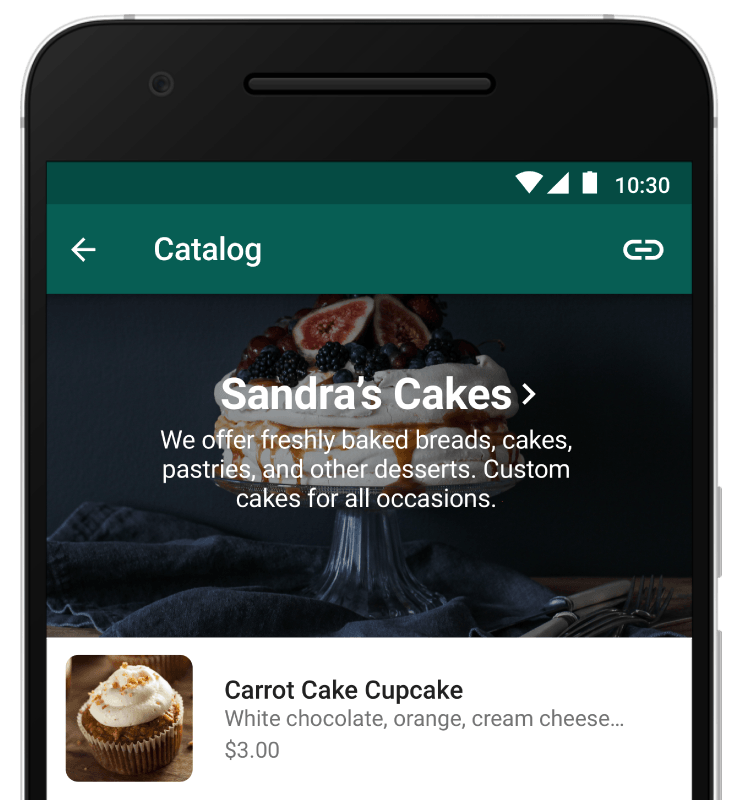 10:30
Catalog
Sandra’s Cakes
We offer freshly baked breads, cakes,
pastries, and other desserts. Custom
cakes for all occasions.
Carrot Cake Cupcake
White chocolate, orange, cream cheese…
$3.00